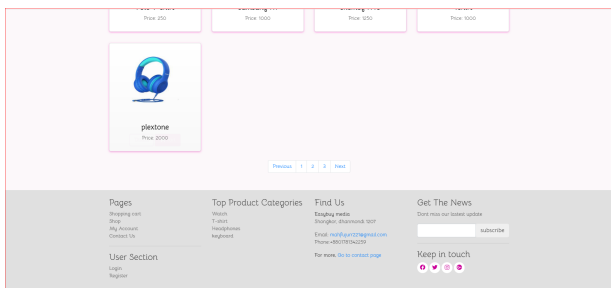 Price: 250
Price: 1000
Price: 1250
Price: 1000
plextone
Price: 2000
Previous 1 2 3 Next
Pages
Shopping cart
Shop
My Account
Contact Us
User Section
Login
Register
Top Product Categories
Watch
T-shirt
Headphones
keyboard
Find Us
Easybuy media
Shongkor, dhanmondi 1207
Phone:+8801781342259
For more, Go to contact page
Get The News
Dont miss our latest update
subscribe
Keep in touch